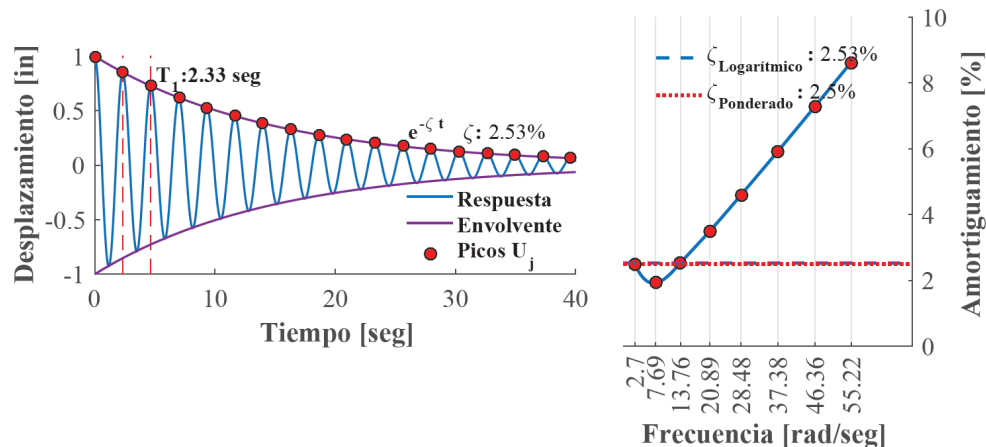 Desplazamiento [in]
1
0.5
0
-0.5
-1
T1:2.33 seg
e-ζ t ζ: 2.53%
Respuesta
Envolvente
Picos Uj
0 10 20 30 40
Tiempo [seg]
ζLogarítmico : 2.53%
ζPonderado : 2.5%
10
8
6
4
2
0
Amortiguamiento [%]
2.7
7.69
13.76
20.89
28.48
37.38
46.36
55.22
Frecuencia [rad/seg]